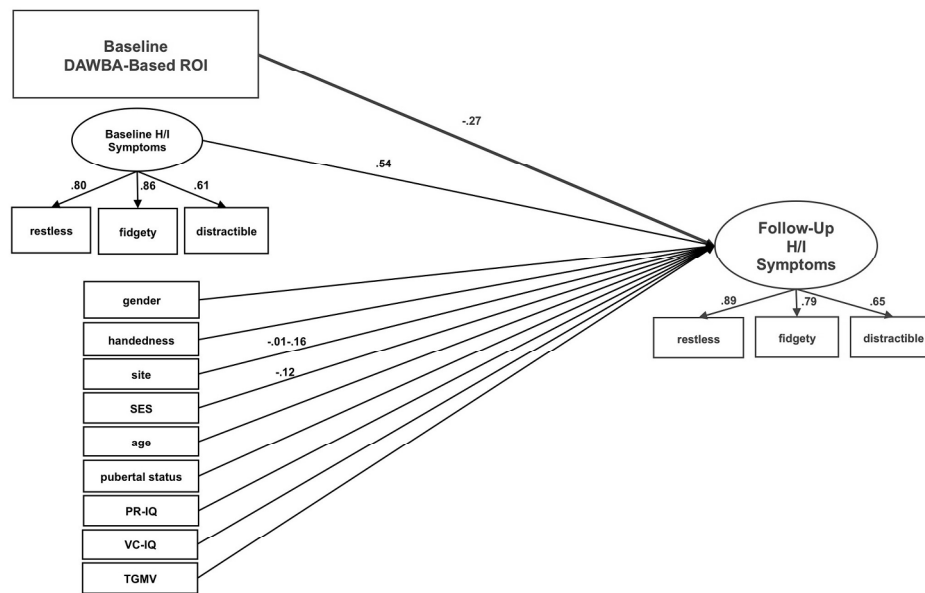 Baseline
DAWBA-Based ROI
-.27
Baseline H/I
Symptoms
.54
.80
.86
.61
restless
fidgety
distractible
Follow-Up
H/I
Symptoms
.89
.79
.65
restless
fidgety
distractible
gender
handedness
site
-.01-.16
SES
-.12
age
pubertal status
PR-IQ
VC-IQ
TGMV